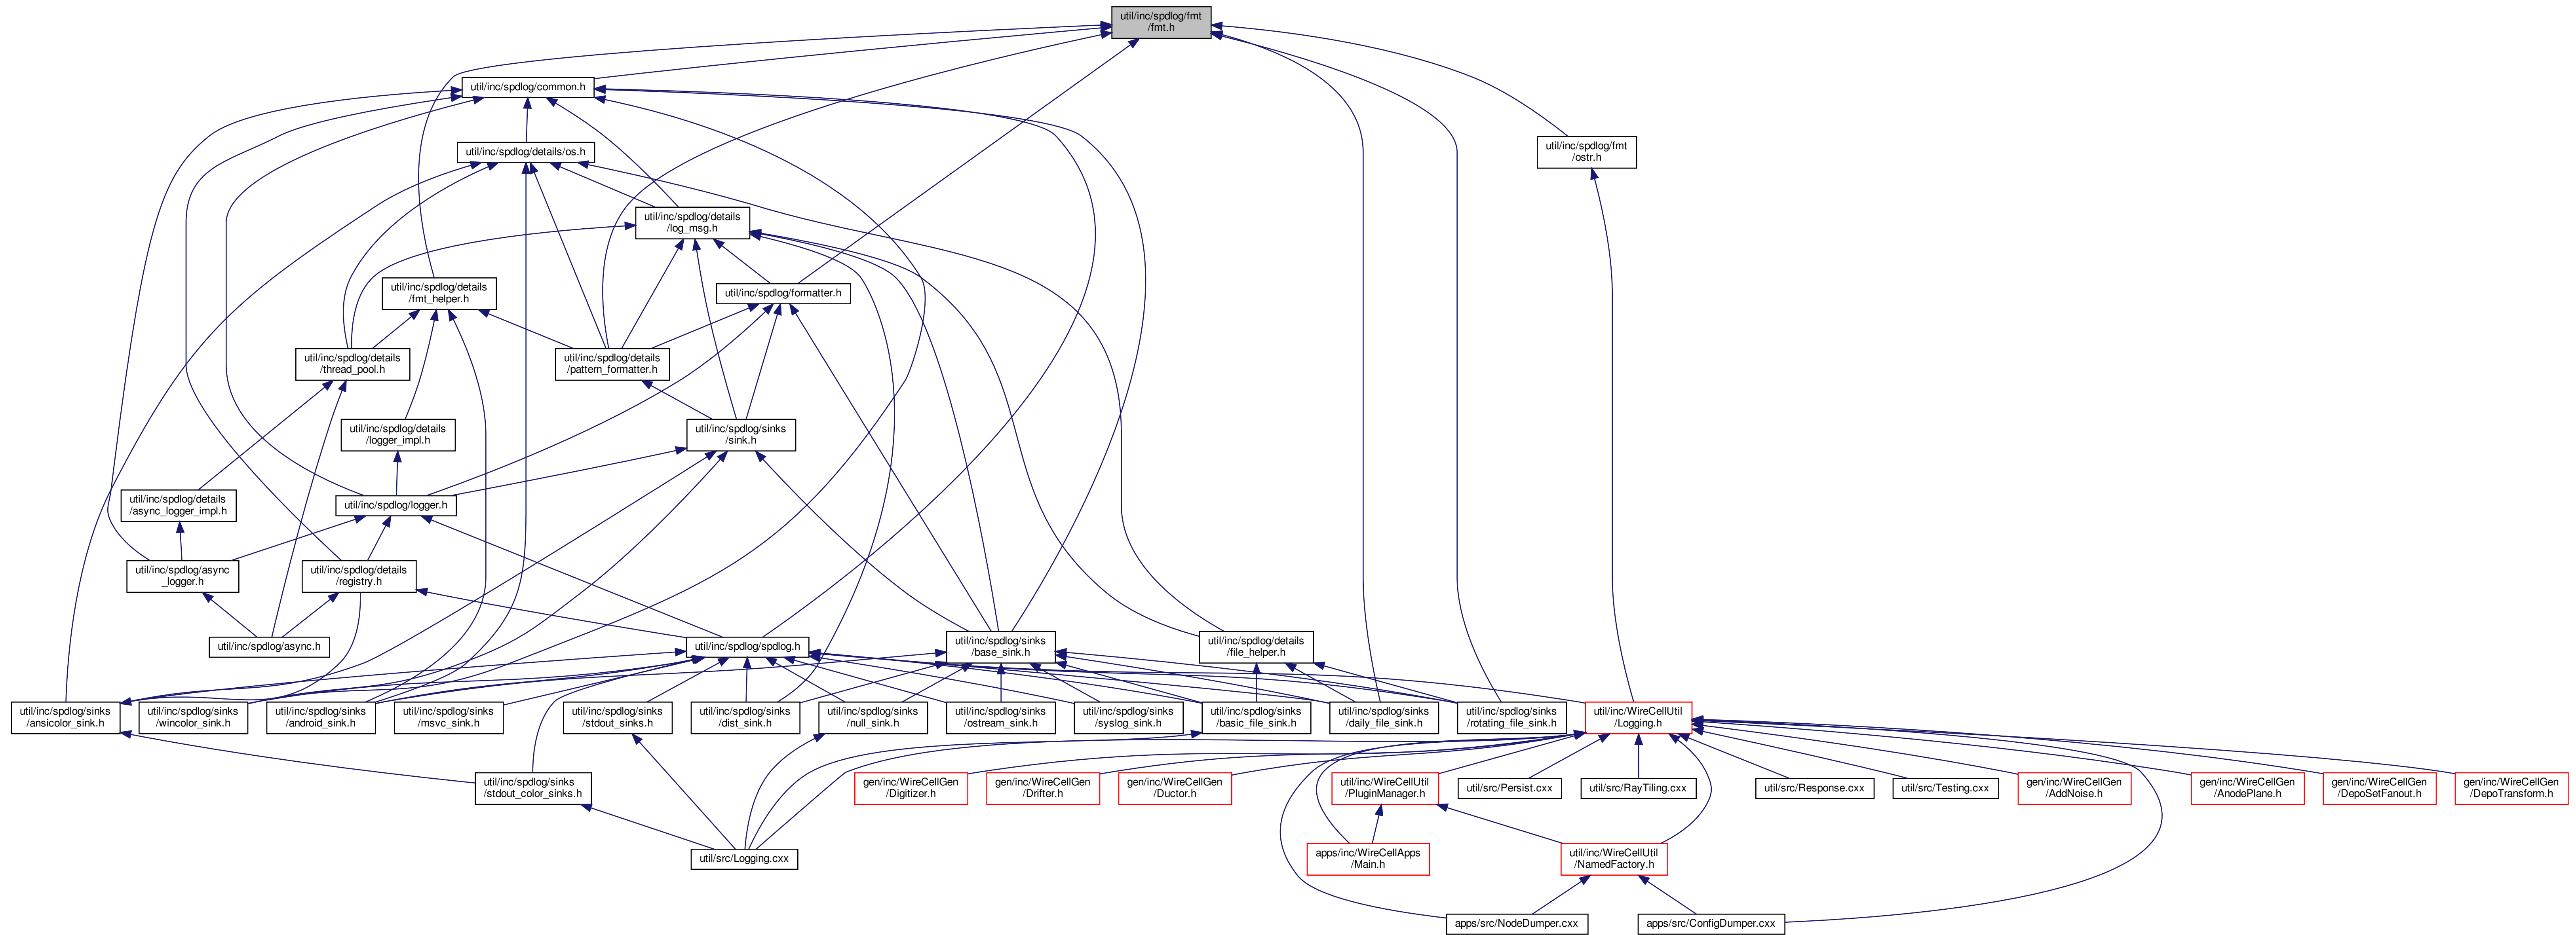 util/inc/spdlog/fmt
/fmt.h
util/inc/spdlog/common.h
util/inc/spdlog/details/os.h
util/inc/spdlog/fmt
/ostr.h
util/inc/spdlog/details
/log_msg.h
util/inc/spdlog/details
/fmt_helper.h
util/inc/spdlog/formatter.h
util/inc/spdlog/details
/thread_pool.h
util/inc/spdlog/details
/pattern_formatter.h
util/inc/spdlog/details
/logger_impl.h
util/inc/spdlog/sinks
/sink.h
util/inc/spdlog/details
/async_logger_impl.h
util/inc/spdlog/logger.h
util/inc/spdlog/async
_logger.h
util/inc/spdlog/details
/registry.h
util/inc/spdlog/async.h
util/inc/spdlog/spdlog.h
util/inc/spdlog/sinks
/base_sink.h
util/inc/spdlog/details
/file_helper.h
util/inc/spdlog/sinks
/ansicolor_sink.h
util/inc/spdlog/sinks
/wincolor_sink.h
util/inc/spdlog/sinks
/android_sink.h
util/inc/spdlog/sinks
/msvc_sink.h
util/inc/spdlog/sinks
/stdout_sinks.h
util/inc/spdlog/sinks
/dist_sink.h
util/inc/spdlog/sinks
/null_sink.h
util/inc/spdlog/sinks
/ostream_sink.h
util/inc/spdlog/sinks
/syslog_sink.h
util/inc/spdlog/sinks
/basic_file_sink.h
util/inc/spdlog/sinks
/daily_file_sink.h
util/inc/spdlog/sinks
/rotating_file_sink.h
util/inc/WireCellUtil
/Logging.h
util/inc/spdlog/sinks
/stdout_color_sinks.h
gen/inc/WireCellGen
/Digitizer.h
gen/inc/WireCellGen
/Drifter.h
gen/inc/WireCellGen
/Ductor.h
util/inc/WireCellUtil
/PluginManager.h
util/src/Persist.cxx
util/src/RayTiling.cxx
util/src/Response.cxx
util/src/Testing.cxx
gen/inc/WireCellGen
/AddNoise.h
gen/inc/WireCellGen
/AnodePlane.h
gen/inc/WireCellGen
/DepoSetFanout.h
gen/inc/WireCellGen
/DepoTransform.h
util/src/Logging.cxx
apps/inc/WireCellApps
/Main.h
util/inc/WireCellUtil
/NamedFactory.h
apps/src/NodeDumper.cxx
apps/src/ConfigDumper.cxx